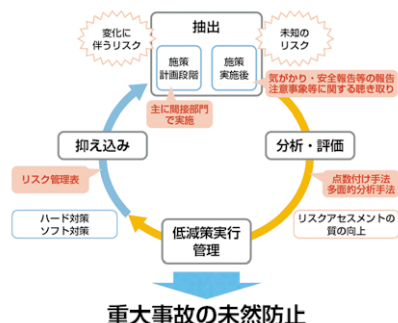 抽出
変化に
伴うリスク
未知の
リスク
施策
計画段階
施策
実施後
気がかり・安全報告等の報告
注意事象等に関する聴き取り
主に間接部門
で実施
抑え込み
分析・評価
リスク管理表
点数付け手法
多面的分析手法
ハード対策
ソフト対策
リスクアセスメントの
質の向上
低減策実行
管理
重大事故の未然防止